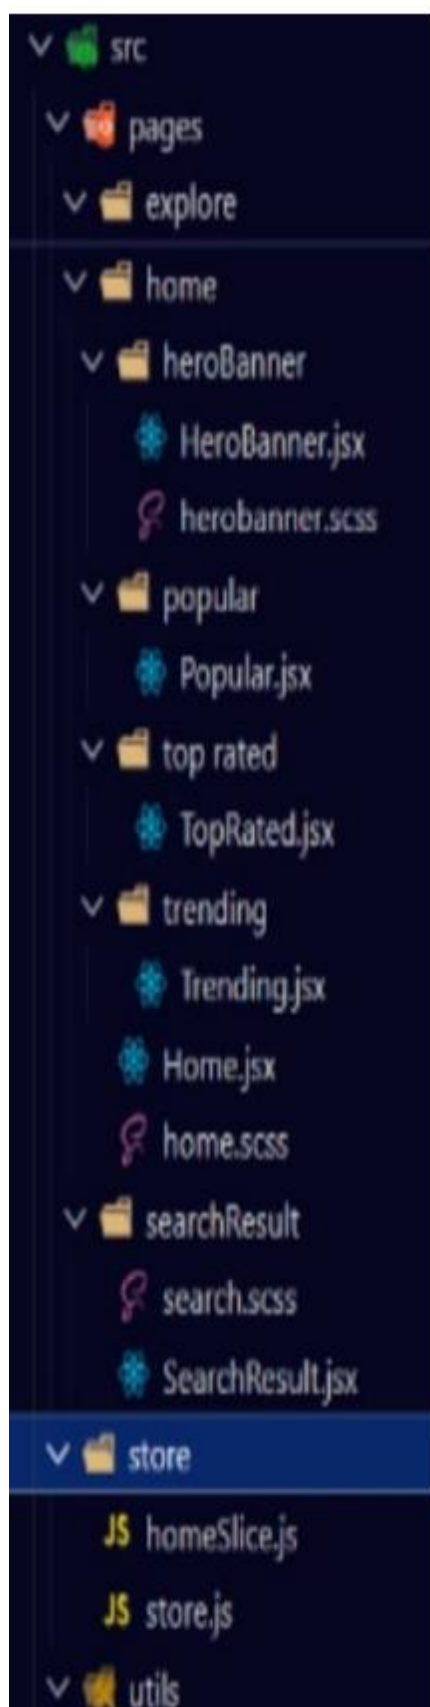 src
pages
explore
home
heroBanner
HeroBanner.jsx
herobanner.scss
popular
Popular.jsx
top rated
TopRated.jsx
trending
Trending.jsx
Home.jsx
home.scss
searchResult
search.scss
SearchResult.jsx
store
JS homeSlice.js
JS store.js
utils